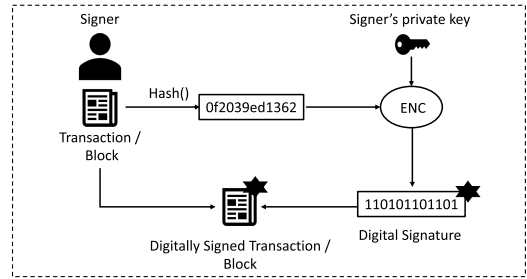 Signer
Signer's private key
Hash()
0f2039ed1362
ENC
Transaction /
Block
110101101101
Digital Signature
Digitally Signed Transaction /
Block